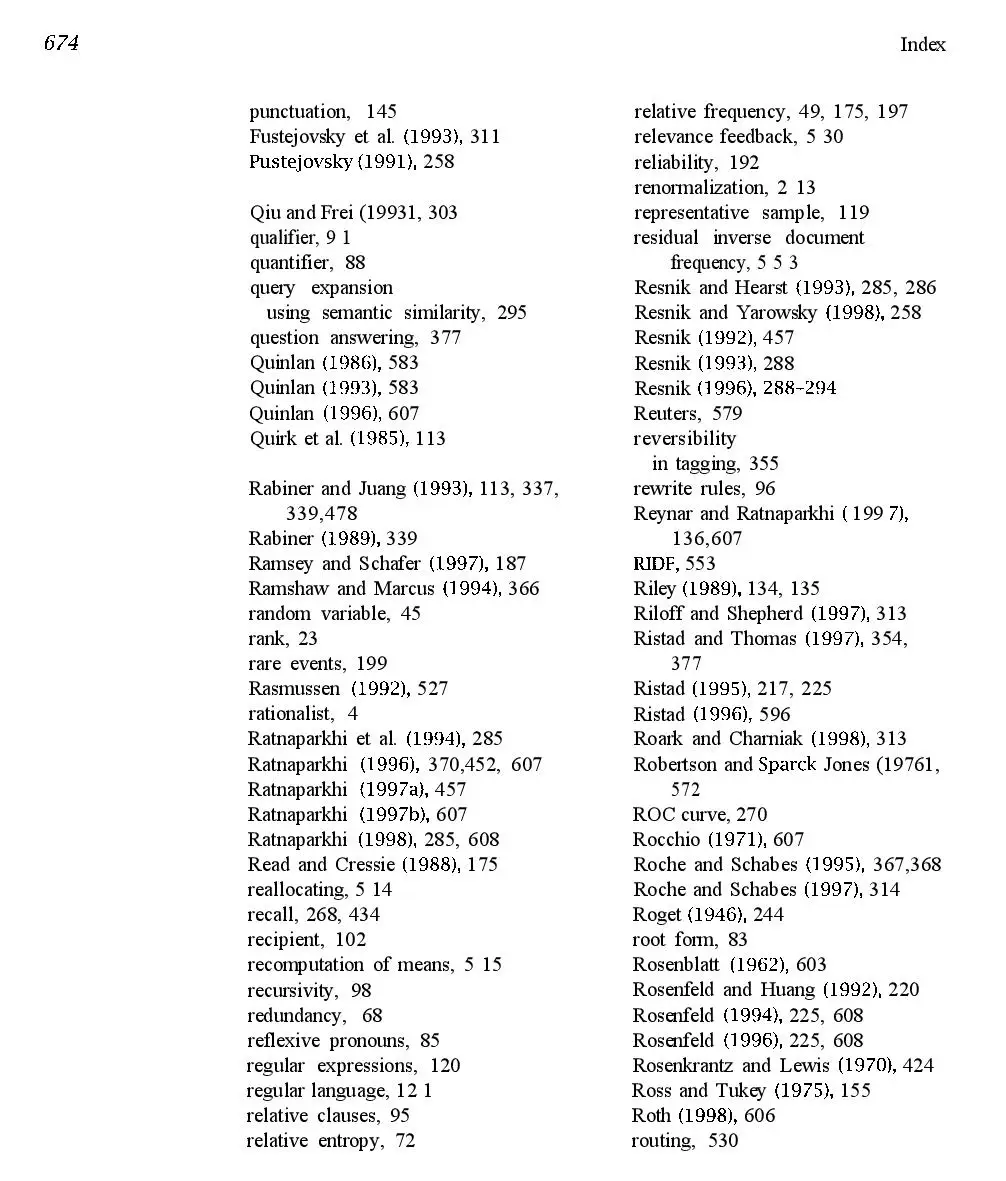 674
Index
punctuation, 145
Fustejovsky et al. (1993), 311
Pustejovsky (1991), 258
Qiu and Frei (19931, 303
qualifier, 9 1
quantifier, 88
query expansion
using semantic similarity, 295
question answering, 377
Quinlan (1986), 583
Quinlan (1993), 583
Quinlan (1996), 607
Quirk et al. (1985), 113
Rabiner and Juang (1993), 113, 337,
339,478
Rabiner (1989), 339
Ramsey and Schafer (1997), 187
Ramshaw and Marcus (1994), 366
random variable, 45
rank, 23
rare events, 199
Rasmussen (1992), 527
rationalist, 4
Ratnaparkhi et al. (1994), 285
Ratnaparkhi (1996), 370,452, 607
Ratnaparkhi (1997a), 457
Ratnaparkhi (1997b), 607
Ratnaparkhi (1998), 285, 608
Read and Cressie (1988), 175
reallocating, 5 14
recall, 268, 434
recipient, 102
recomputation of means, 5 15
recursivity, 98
redundancy, 68
reflexive pronouns, 85
regular expressions, 120
regular language, 12 1
relative clauses, 95
relative entropy, 72
relative frequency, 49, 175, 197
relevance feedback, 5 30
reliability, 192
renormalization, 2 13
representative sample, 119
residual inverse document
frequency, 5 5 3
Resnik and Hearst (1993), 285, 286
Resnik and Yarowsky (1998), 258
Resnik (1992), 457
Resnik (1993), 288
Resnik (1996), 288-294
Reuters, 579
reversibility
in tagging, 355
rewrite rules, 96
Reynar and Ratnaparkhi ( 199 7),
136,607
RIDF, 553
Riley (1989), 134, 135
Riloff and Shepherd (1997), 313
Ristad and Thomas (1997), 354,
377
Ristad (1995), 217, 225
Ristad (1996), 596
Roark and Charniak (1998), 313
Robertson and Sparck Jones (19761,
572
ROC curve, 270
Rocchio (1971), 607
Roche and Schabes (1995), 367,368
Roche and Schabes (1997), 314
Roget (1946), 244
root form, 83
Rosenblatt (1962), 603
Rosenfeld and Huang (1992), 220
Rosenfeld (1994), 225, 608
Rosenfeld (1996), 225, 608
Rosenkrantz and Lewis (1970), 424
Ross and Tukey (1975), 155
Roth (1998), 606
routing, 530